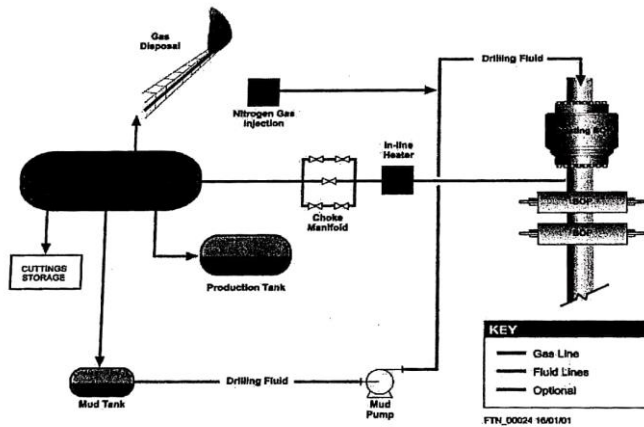 Gas
Disposal
Drilling Fluid
Nitrogen Gas
Injection
In-line
Heater
Choke
Manifold
BOP
BOP
CUTTINGS
STORAGE
Production Tank
Mud Tank
Drilling Fluid
Mud
Pump
KEY
Gas Line
Fluid Lines
Optional
FTN_00024 16/01/01